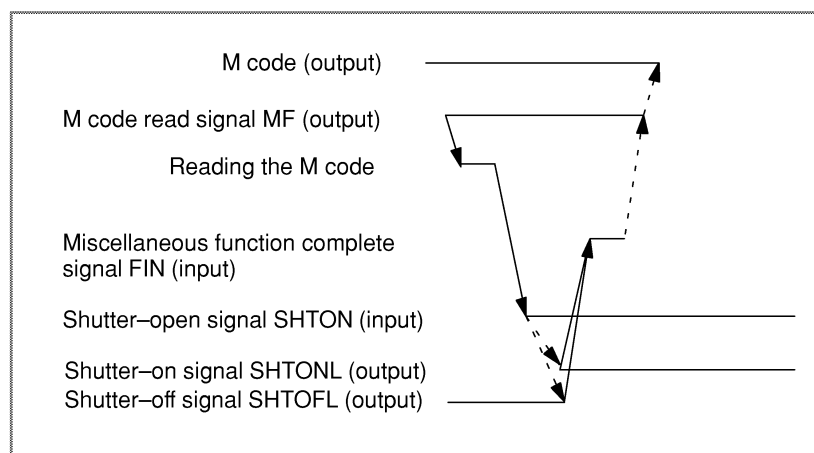 M code (output)
M code read signal MF (output)
Reading the M code
Miscellaneous function complete
signal FIN (input)
Shutter–open signal SHTON (input)
Shutter–on signal SHTONL (output)
Shutter–off signal SHTOFL (output)